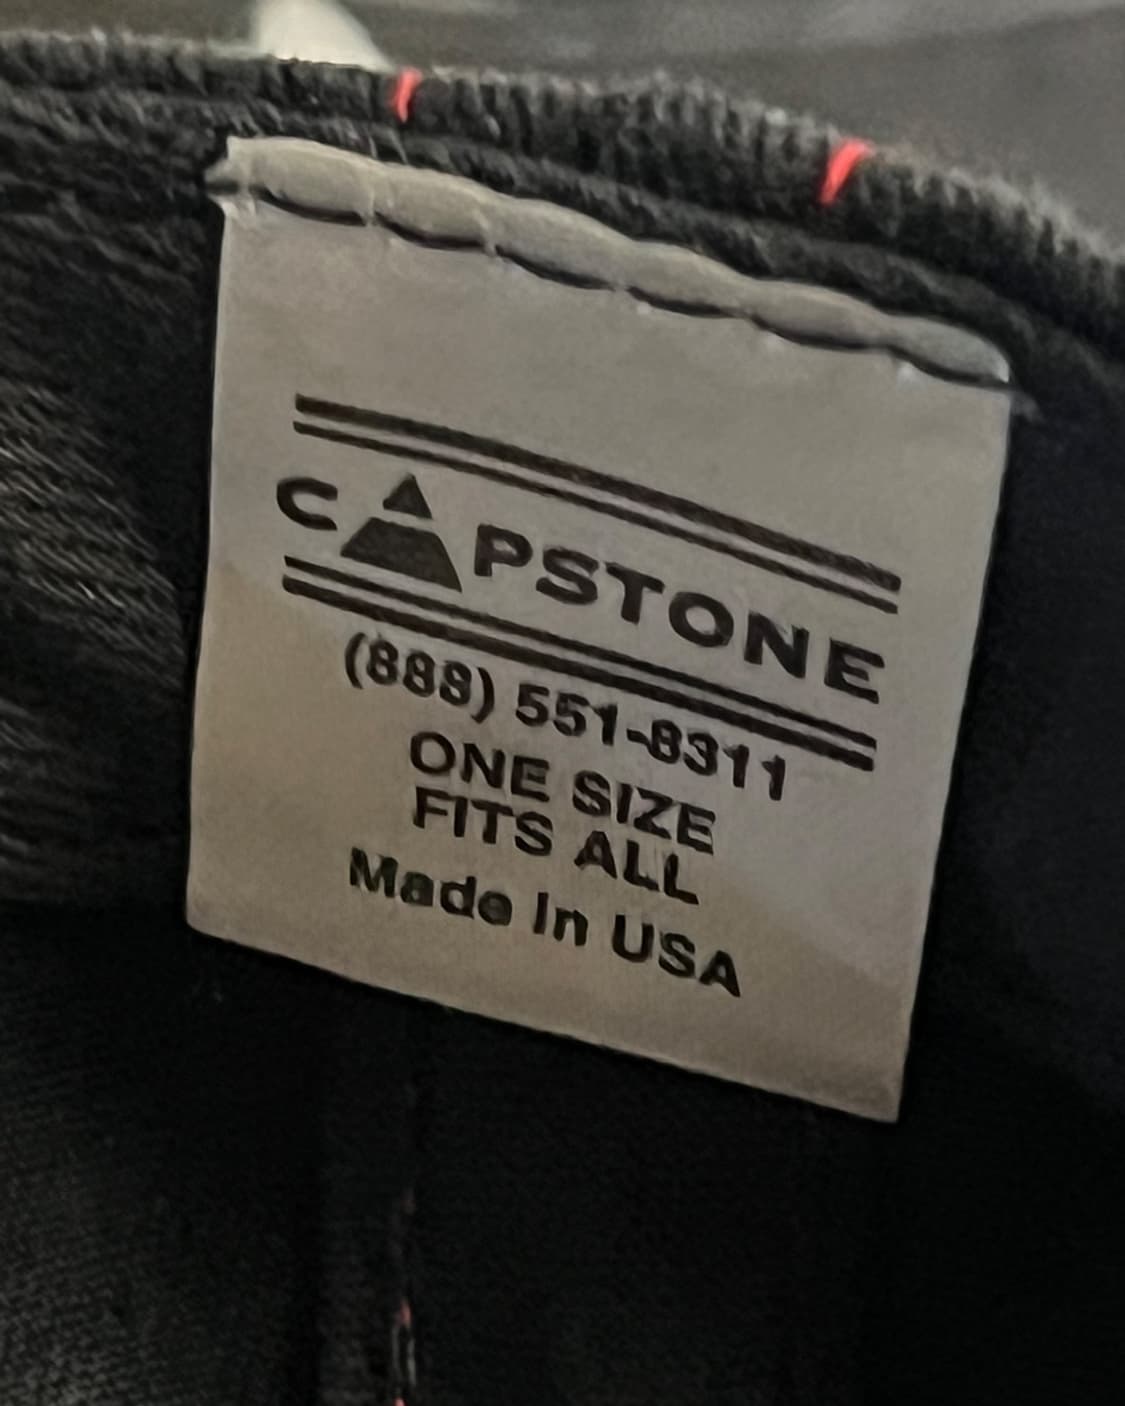 CAPSTONE
(888) 551-8311
ONE SIZE
FITS ALL
Made In USA